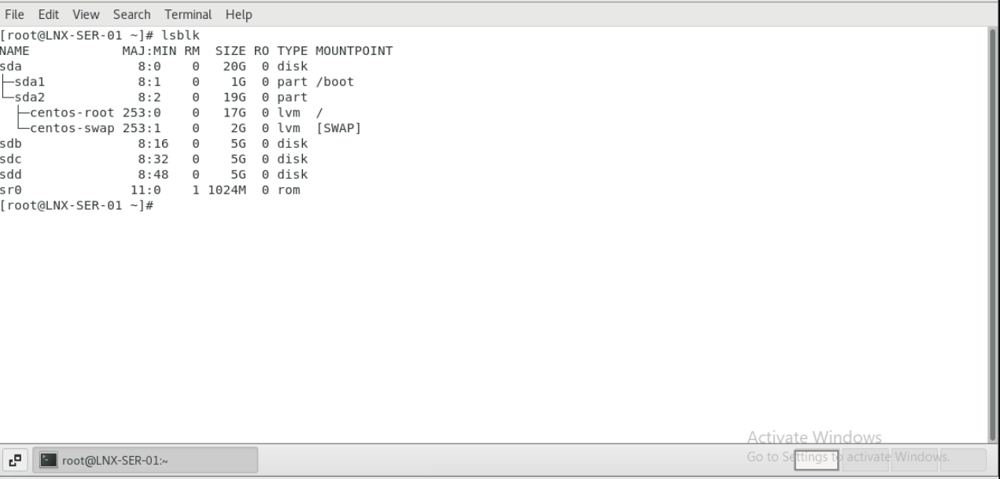 File Edit View Search Terminal Help
[root@LNX-SER-01 ~]# lsblk
NAME            MAJ:MIN RM  SIZE RO TYPE MOUNTPOINT
sda               8:0    0   20G  0 disk
├─sda1            8:1    0    1G  0 part /boot
└─sda2            8:2    0   19G  0 part
  ├─centos-root 253:0    0   17G  0 lvm  /
  └─centos-swap 253:1    0    2G  0 lvm  [SWAP]
sdb               8:16   0    5G  0 disk
sdc               8:32   0    5G  0 disk
sdd               8:48   0    5G  0 disk
sr0              11:0    1 1024M  0 rom
[root@LNX-SER-01 ~]#
Activate Windows
Go to Settings to activate Windows.
root@LNX-SER-01:~